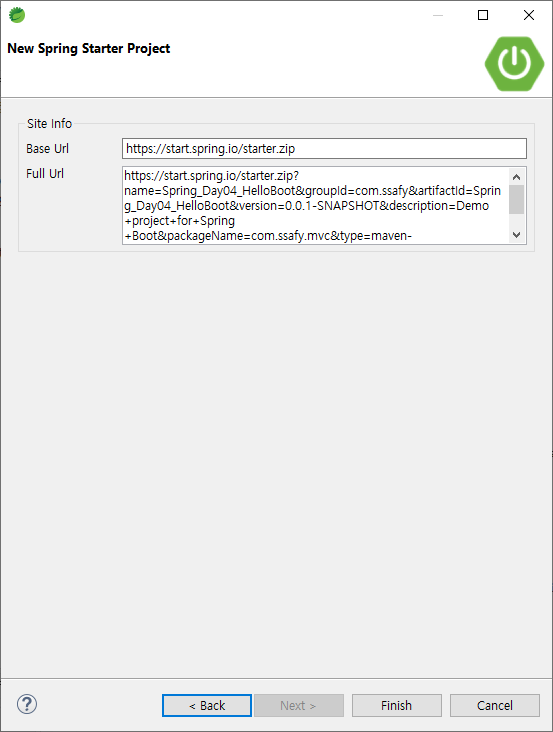 New Spring Starter Project
Site Info
Base Url
https://start.spring.io/starter.zip
Full Url
https://start.spring.io/starter.zip?
name=Spring_Day04_HelloBoot&groupId=com.ssafy&artifactId=Sprin
g_Day04_HelloBoot&version=0.0.1-SNAPSHOT&description=Demo
+project+for+Spring
+Boot&packageName=com.ssafy.mvc&type=maven-
?
< Back
Next >
Finish
Cancel